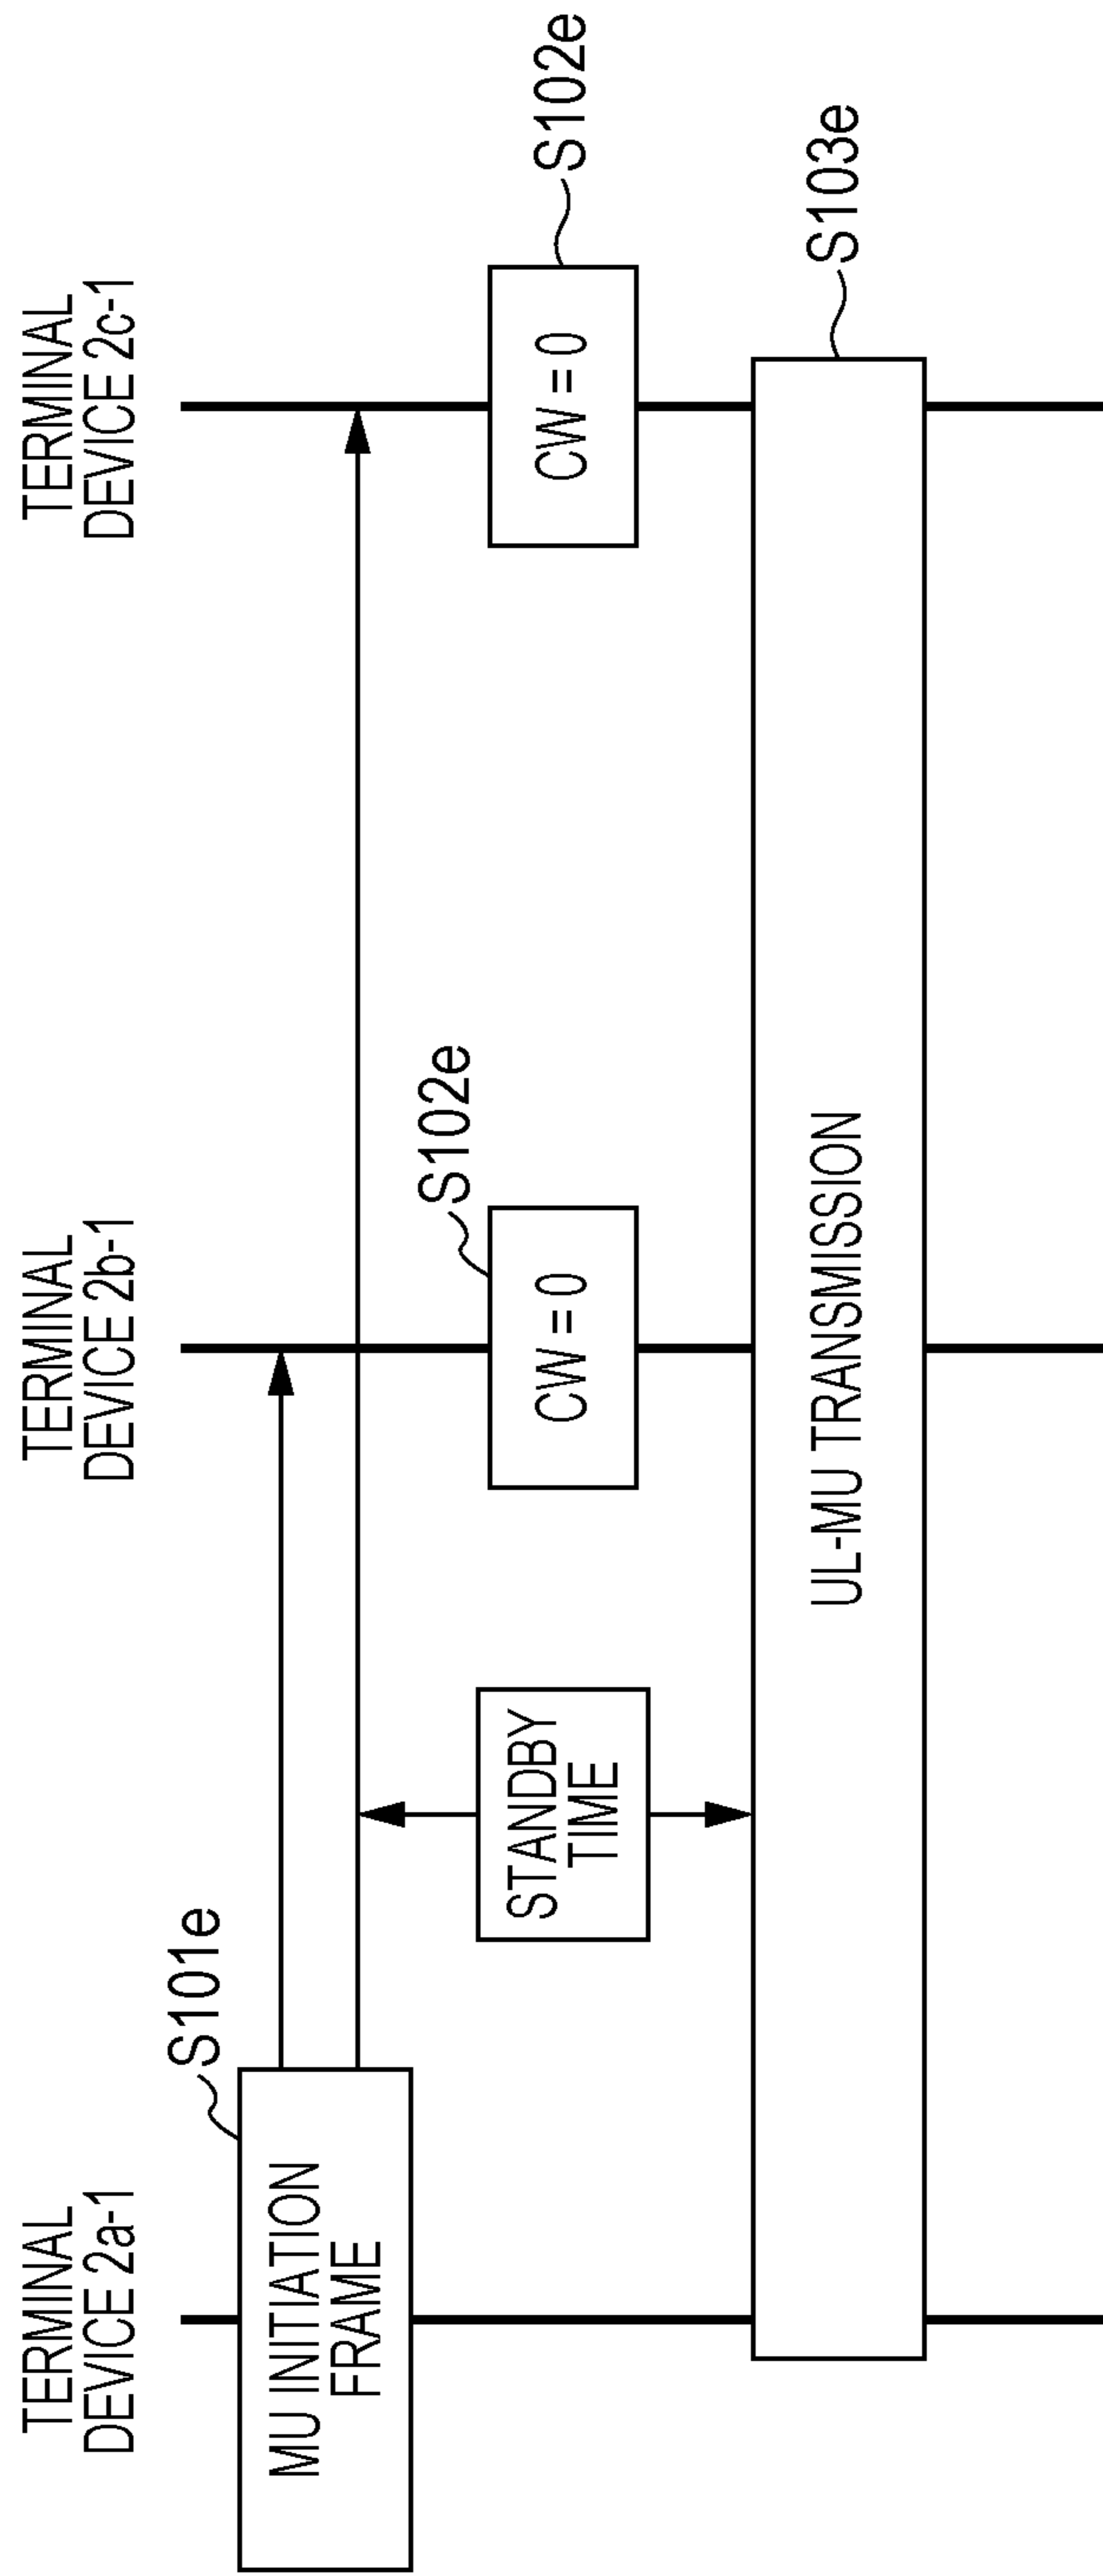 TERMINAL
DEVICE 2a-1
TERMINAL
DEVICE 2b-1
TERMINAL
DEVICE 2c-1
S101e
MU INITIATION
FRAME
STANDBY
TIME
S102e
CW = 0
S102e
CW = 0
S103e
UL-MU TRANSMISSION